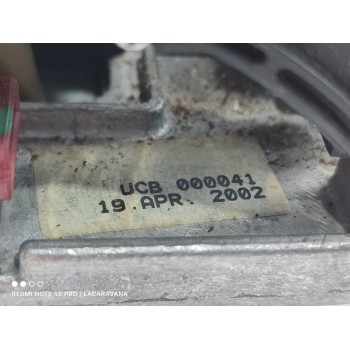 UCB 000041
19.APR. 2002
REDMI NOTE 10 PRO | LACARAVANA